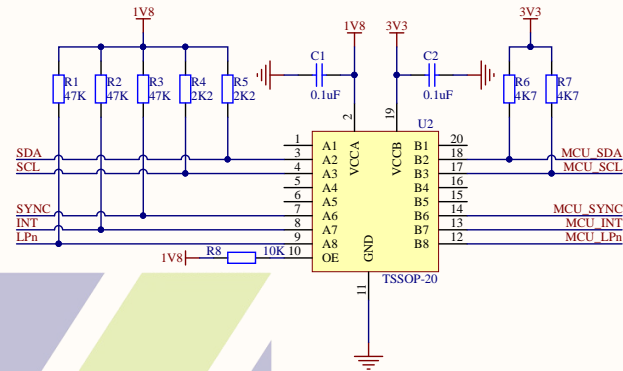 1V8
1V8
3V3
3V3
C1
C2
0.1uF
0.1uF
R1
47K
R2
47K
R3
47K
R4
2K2
R5
2K2
R6
4K7
R7
4K7
2
19
U2
VCCA
VCCB
1
A1
B1
20
SDA
3
A2
B2
18
MCU_SDA
SCL
4
A3
B3
17
MCU_SCL
5
A4
B4
16
6
A5
B5
15
SYNC
7
A6
B6
14
MCU_SYNC
INT
8
A7
B7
13
MCU_INT
LPn
9
A8
B8
12
MCU_LPn
1V8
R8
10K
10
OE
GND
TSSOP-20
11